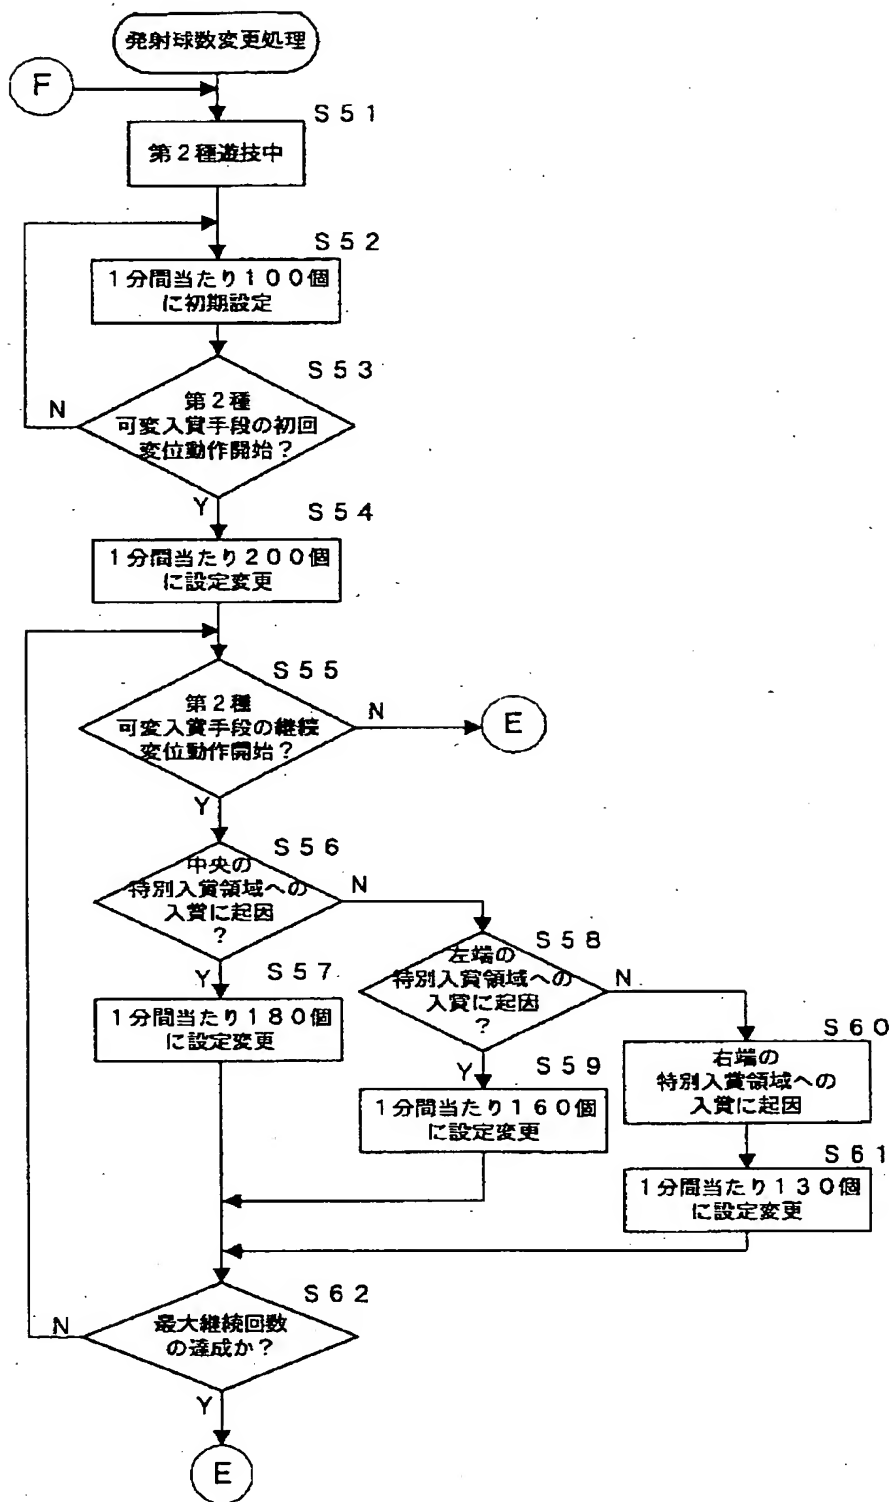 発射球数変更処理
F
S51
第2種遊技中
S52
1分間当たり100個
に初期設定
S53
第2種
可変入賞手段の初回
変位動作開始?
N
Y
S54
1分間当たり200個
に設定変更
S55
第2種
可変入賞手段の継続
変位動作開始?
N
E
Y
S56
中央の
特別入賞領域への
入賞に起因
?
N
Y
S57
1分間当たり180個
に設定変更
S58
左端の
特別入賞領域への
入賞に起因
?
N
Y
S59
1分間当たり160個
に設定変更
S60
右端の
特別入賞領域への
入賞に起因
S61
1分間当たり130個
に設定変更
S62
最大継続回数
の達成か?
N
Y
E